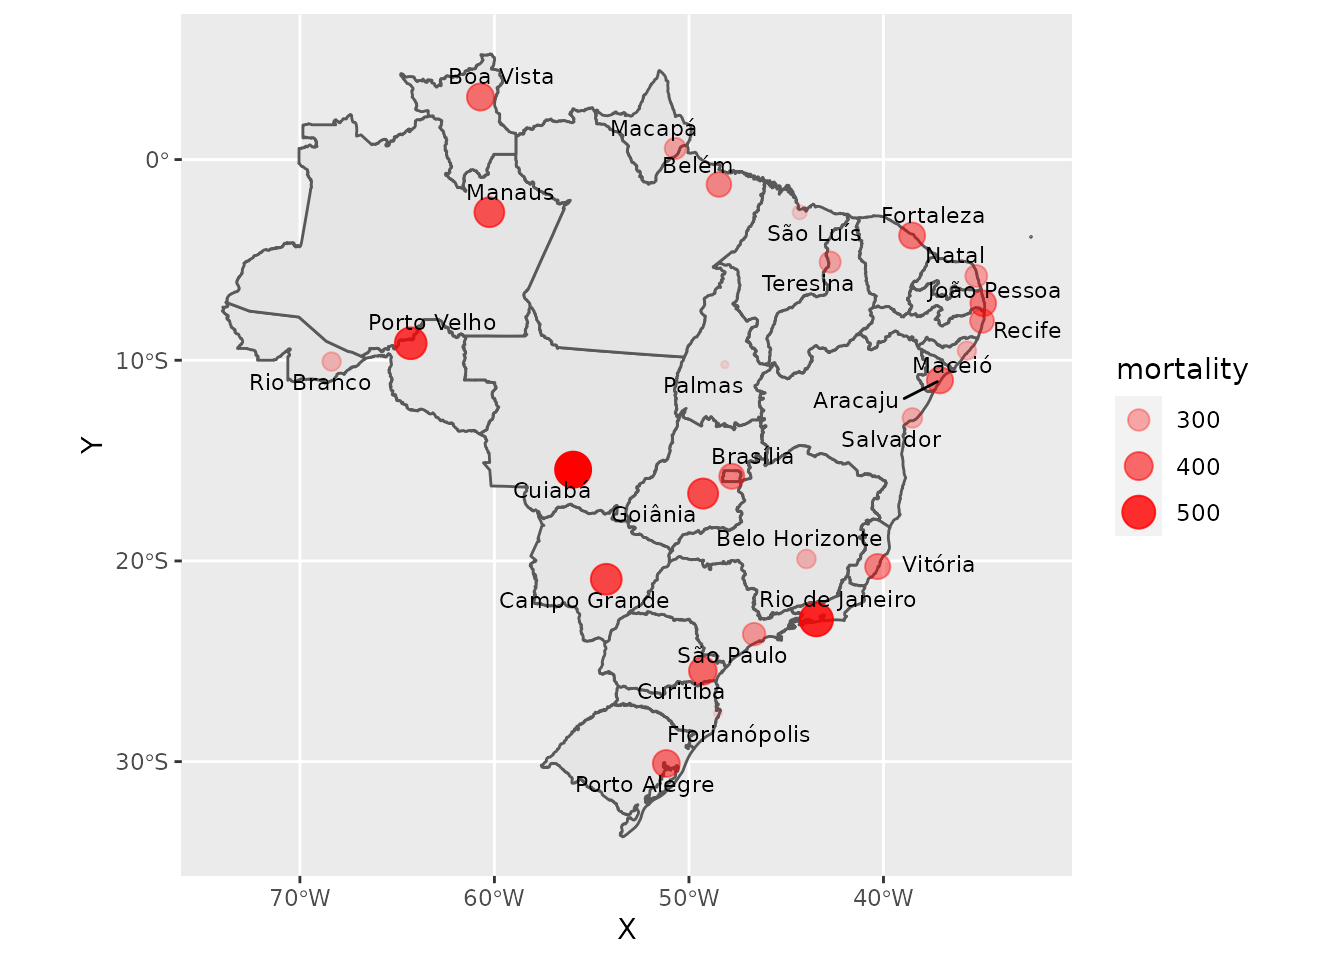 Boa Vista
Macapá
Belém
Manaus
São Luís
Fortaleza
Teresina
Natal
João Pessoa
Porto Velho
Recife
Rio Branco
Maceió
Palmas
Aracaju
Salvador
Brasília
Cuiabá
Goiânia
Belo Horizonte
Vitória
Campo Grande
Rio de Janeiro
São Paulo
Curitiba
Florianópolis
Porto Alegre
0°
10°S
20°S
30°S
Y
70°W
60°W
50°W
40°W
X
mortality
300
400
500